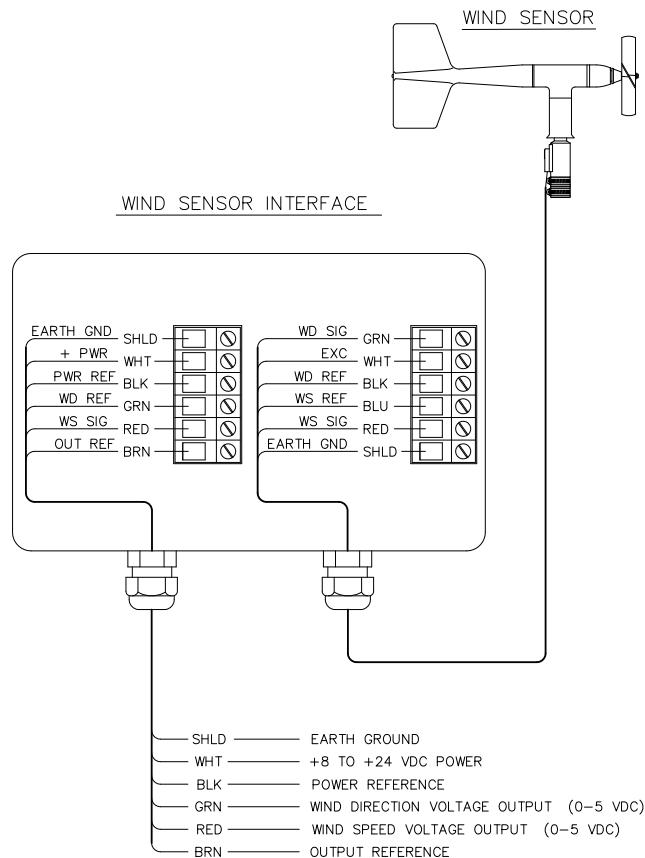 WIND SENSOR
WIND SENSOR INTERFACE
EARTH GND SHLD
+ PWR WHT
PWR REF BLK
WD REF GRN
WS SIG RED
OUT REF BRN
WD SIG GRN
EXC WHT
WD REF BLK
WS REF BLU
WS SIG RED
EARTH GND SHLD
SHLD EARTH GROUND
WHT +8 TO +24 VDC POWER
BLK POWER REFERENCE
GRN WIND DIRECTION VOLTAGE OUTPUT (0-5 VDC)
RED WIND SPEED VOLTAGE OUTPUT (0-5 VDC)
BRN OUTPUT REFERENCE